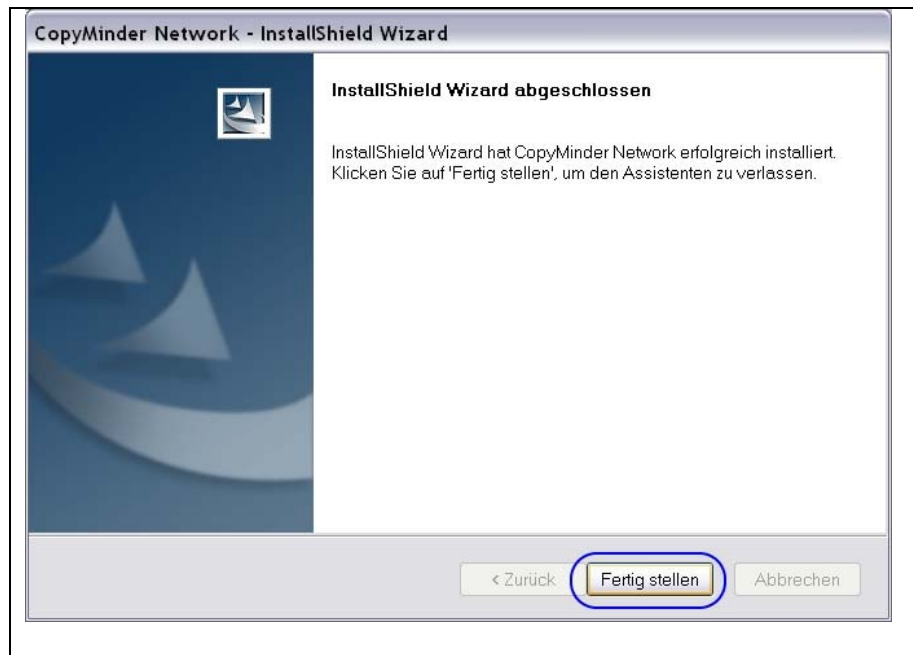 CopyMinder Network - InstallShield Wizard
InstallShield Wizard abgeschlossen
InstallShield Wizard hat CopyMinder Network erfolgreich installiert.
Klicken Sie auf 'Fertig stellen', um den Assistenten zu verlassen.
< Zurück Fertig stellen Abbrechen